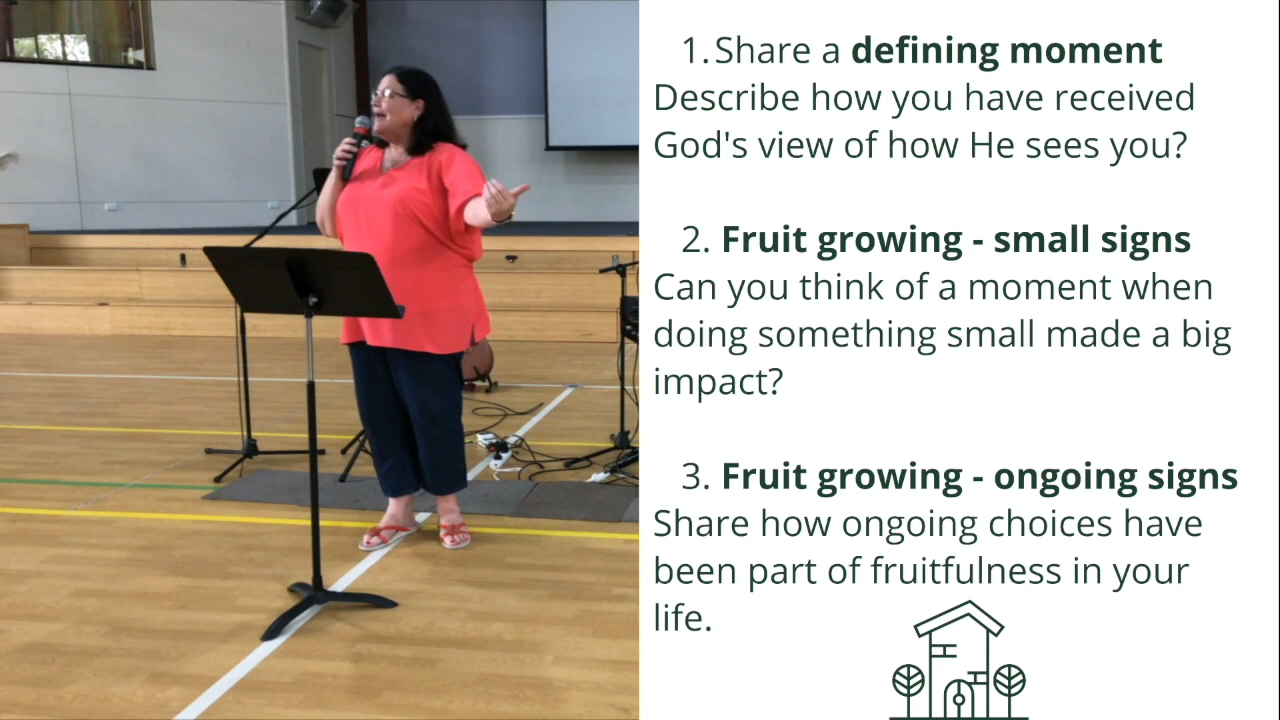 1. Share a defining moment
Describe how you have received
God's view of how He sees you?
2. Fruit growing - small signs
Can you think of a moment when
doing something small made a big
impact?
3. Fruit growing - ongoing signs
Share how ongoing choices have
been part of fruitfulness in your
life.